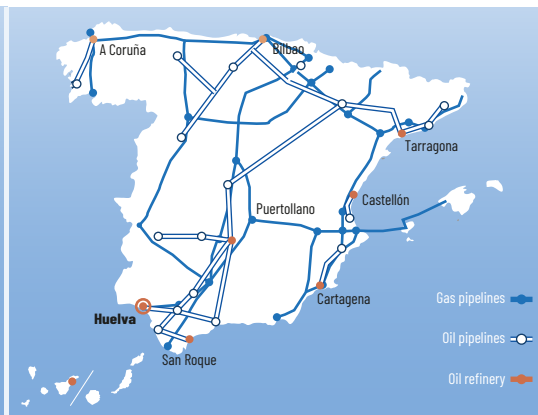 A Coruña
Bilbao
Tarragona
Castellón
Puertollano
Cartagena
Huelva
San Roque
Gas pipelines
Oil pipelines
Oil refinery